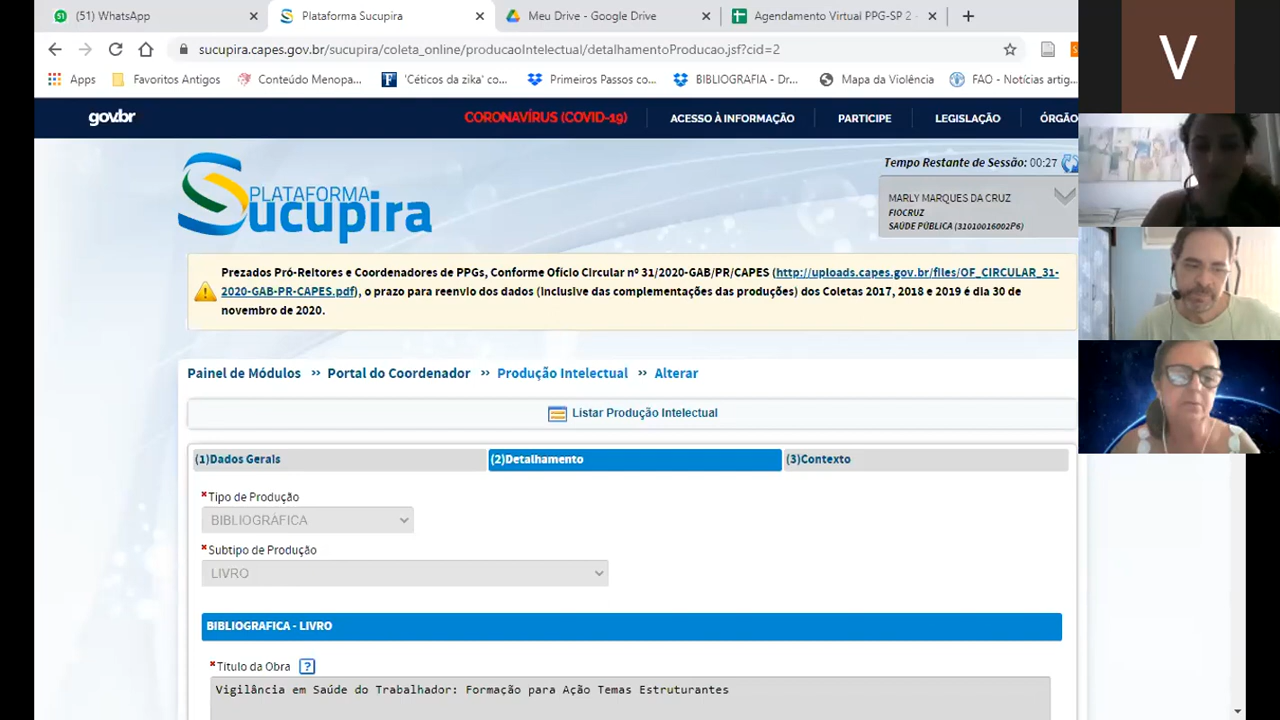 (51) WhatsApp
Plataforma Sucupira
Meu Drive - Google Drive
Agendamento Virtual PPG-SP 2 -
sucupira.capes.gov.br/sucupira/coleta_online/producaoIntelectual/detalhamentoProducao.jsf?cid=2
Apps
Favoritos Antigos
Conteúdo Menopa...
'Céticos da zika' co...
Primeiros Passos co...
BIBLIOGRAFIA - Dr...
Mapa da Violência
FAO - Notícias artig...
V
gov.br
CORONAVÍRUS (COVID-19)
ACESSO À INFORMAÇÃO
PARTICIPE
LEGISLAÇÃO
ÓRGÃO
PLATAFORMA
Sucupira
Tempo Restante de Sessão: 00:27
MARLY MARQUES DA CRUZ
FIOCRUZ
SAÚDE PÚBLICA (31010016002P6)
Prezados Pró-Reitores e Coordenadores de PPGs, Conforme Ofício Circular nº 31/2020-GAB/PR/CAPES (http://uploads.capes.gov.br/files/OF_CIRCULAR_31-
2020-GAB-PR-CAPES.pdf), o prazo para reenvio dos dados (inclusive das complementações das produções) dos Coletas 2017, 2018 e 2019 é dia 30 de
novembro de 2020.
Painel de Módulos ›› Portal do Coordenador ›› Produção Intelectual ›› Alterar
Listar Produção Intelectual
(1)Dados Gerais
(2)Detalhamento
(3)Contexto
*Tipo de Produção
BIBLIOGRÁFICA
*Subtipo de Produção
LIVRO
BIBLIOGRAFICA - LIVRO
*Título da Obra ?
Vigilância em Saúde do Trabalhador: Formação para Ação Temas Estruturantes